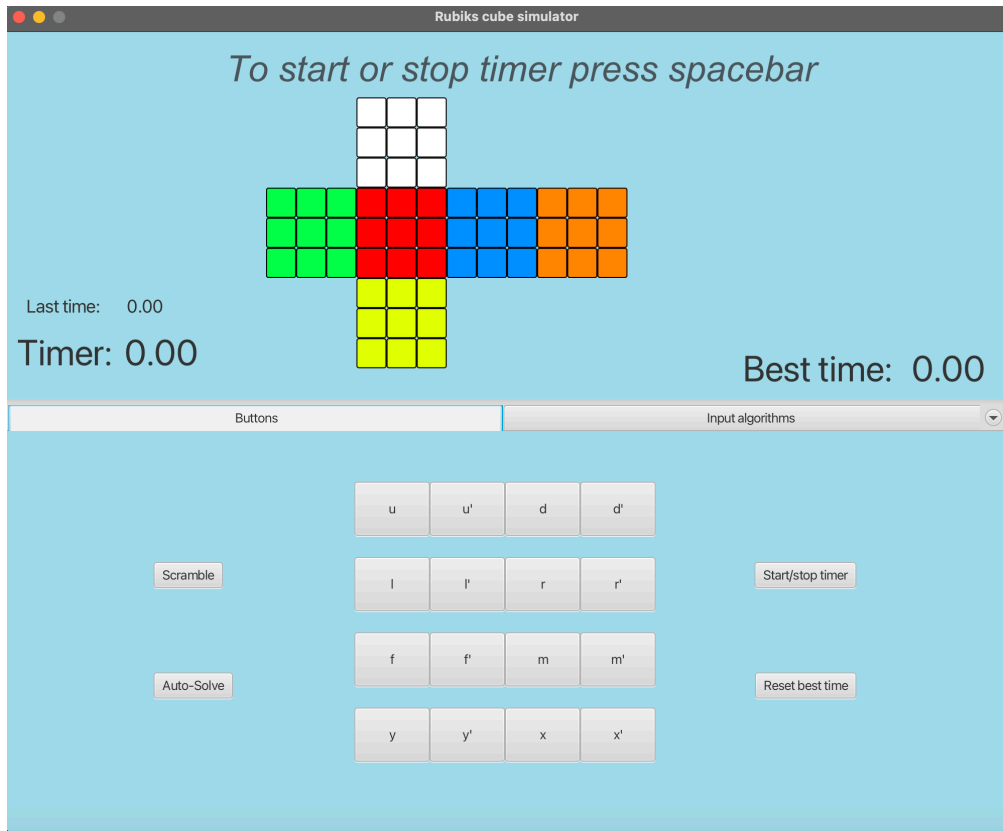 Rubiks cube simulator
To start or stop timer press spacebar
Last time: 0.00
Timer: 0.00
Best time: 0.00
Buttons Input algorithms
u u' d d'
Scramble Start/stop timer
l l' r r'
f f' m m'
Auto-Solve Reset best time
y y' x x'